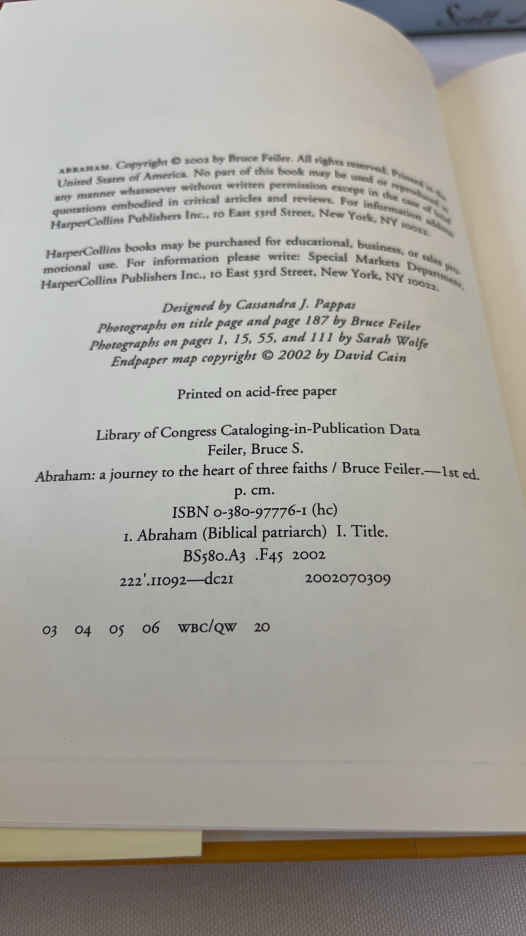 ABRAHAM. Copyright © 2002 by Bruce Feiler. All rights reserved. Printed in the
United States of America. No part of this book may be used or reproduced in
any manner whatsoever without written permission except in the case of brief
quotations embodied in critical articles and reviews. For information address
HarperCollins Publishers Inc., 10 East 53rd Street, New York, NY 10022.
HarperCollins books may be purchased for educational, business, or sales pro-
motional use. For information please write: Special Markets Department,
HarperCollins Publishers Inc., 10 East 53rd Street, New York, NY 10022.
Designed by Cassandra J. Pappas
Photographs on title page and page 187 by Bruce Feiler
Photographs on pages 1, 15, 55, and 111 by Sarah Wolfe
Endpaper map copyright © 2002 by David Cain
Printed on acid-free paper
Library of Congress Cataloging-in-Publication Data
Feiler, Bruce S.
Abraham: a journey to the heart of three faiths / Bruce Feiler.—1st ed.
p. cm.
ISBN 0-380-97776-1 (hc)
1. Abraham (Biblical patriarch) I. Title.
BS580.A3 .F45 2002
222'.11092—dc21 2002070309
03 04 05 06 WBC/QW 20